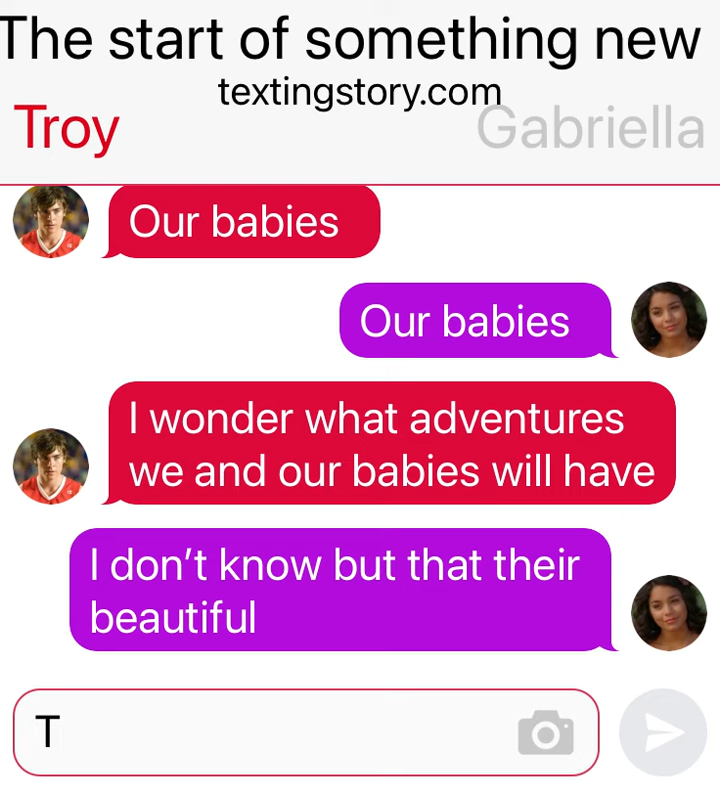 The start of something new
textingstory.com
Troy
Gabriella
Our babies
Our babies
I wonder what adventures
we and our babies will have
I don’t know but that their
beautiful
T